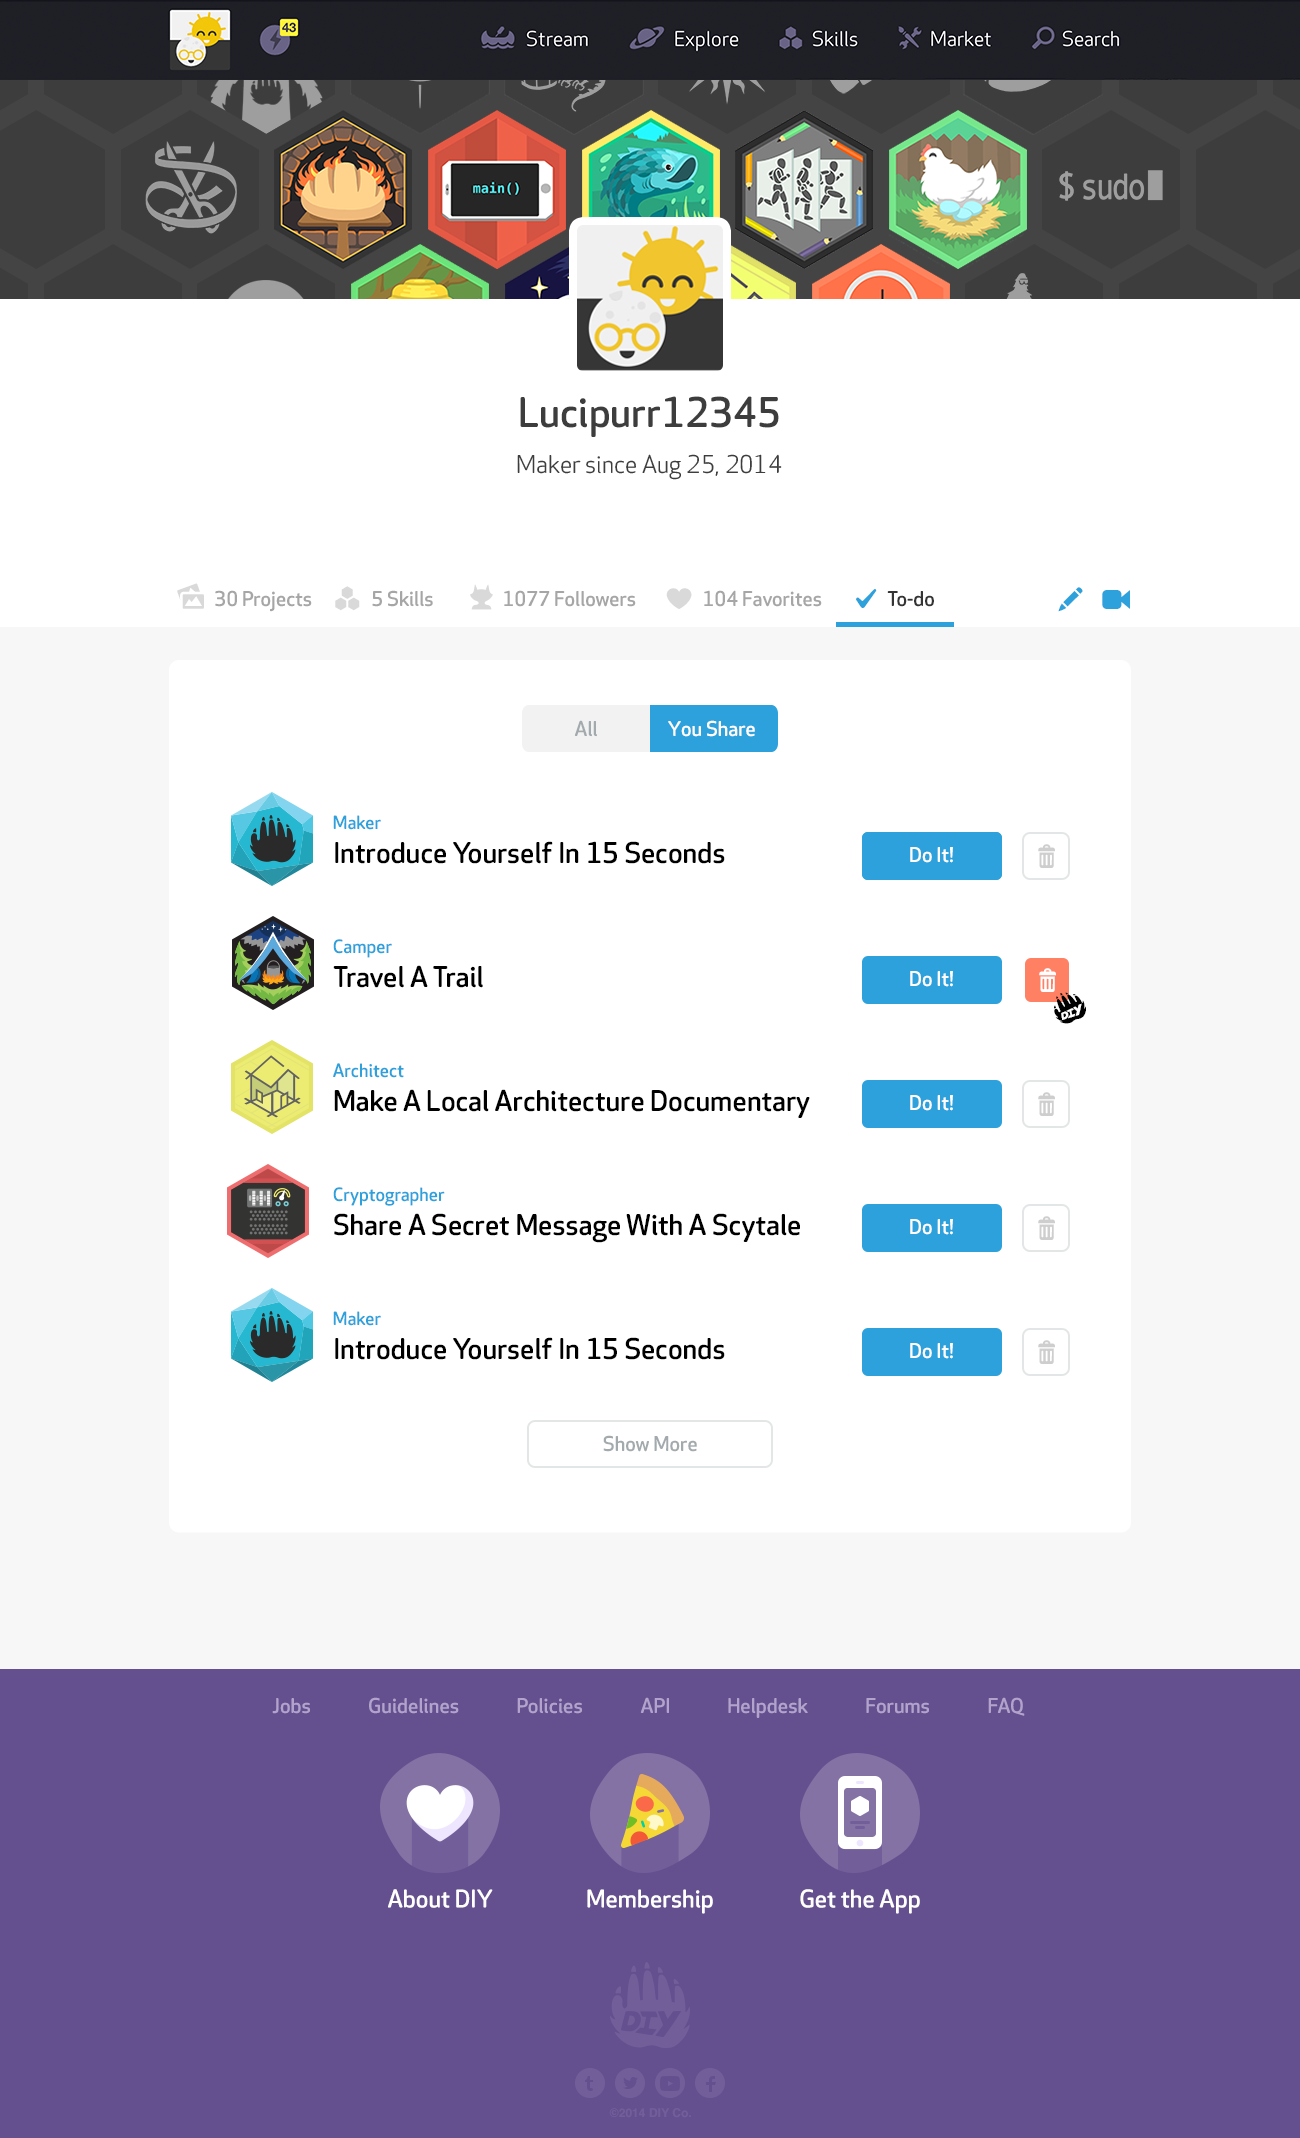 43
Stream
Explore
Skills
Market
Search
main()
$ sudo
Lucipurr12345
Maker since Aug 25, 2014
30 Projects
5 Skills
1077 Followers
104 Favorites
To-do
All
You Share
Maker
Introduce Yourself In 15 Seconds
Do It!
Camper
Travel A Trail
Do It!
DIY
Architect
Make A Local Architecture Documentary
Do It!
Cryptographer
Share A Secret Message With A Scytale
Do It!
Maker
Introduce Yourself In 15 Seconds
Do It!
Show More
Jobs
Guidelines
Policies
API
Helpdesk
Forums
FAQ
About DIY
Membership
Get the App
DIY
©2014 DIY Co.